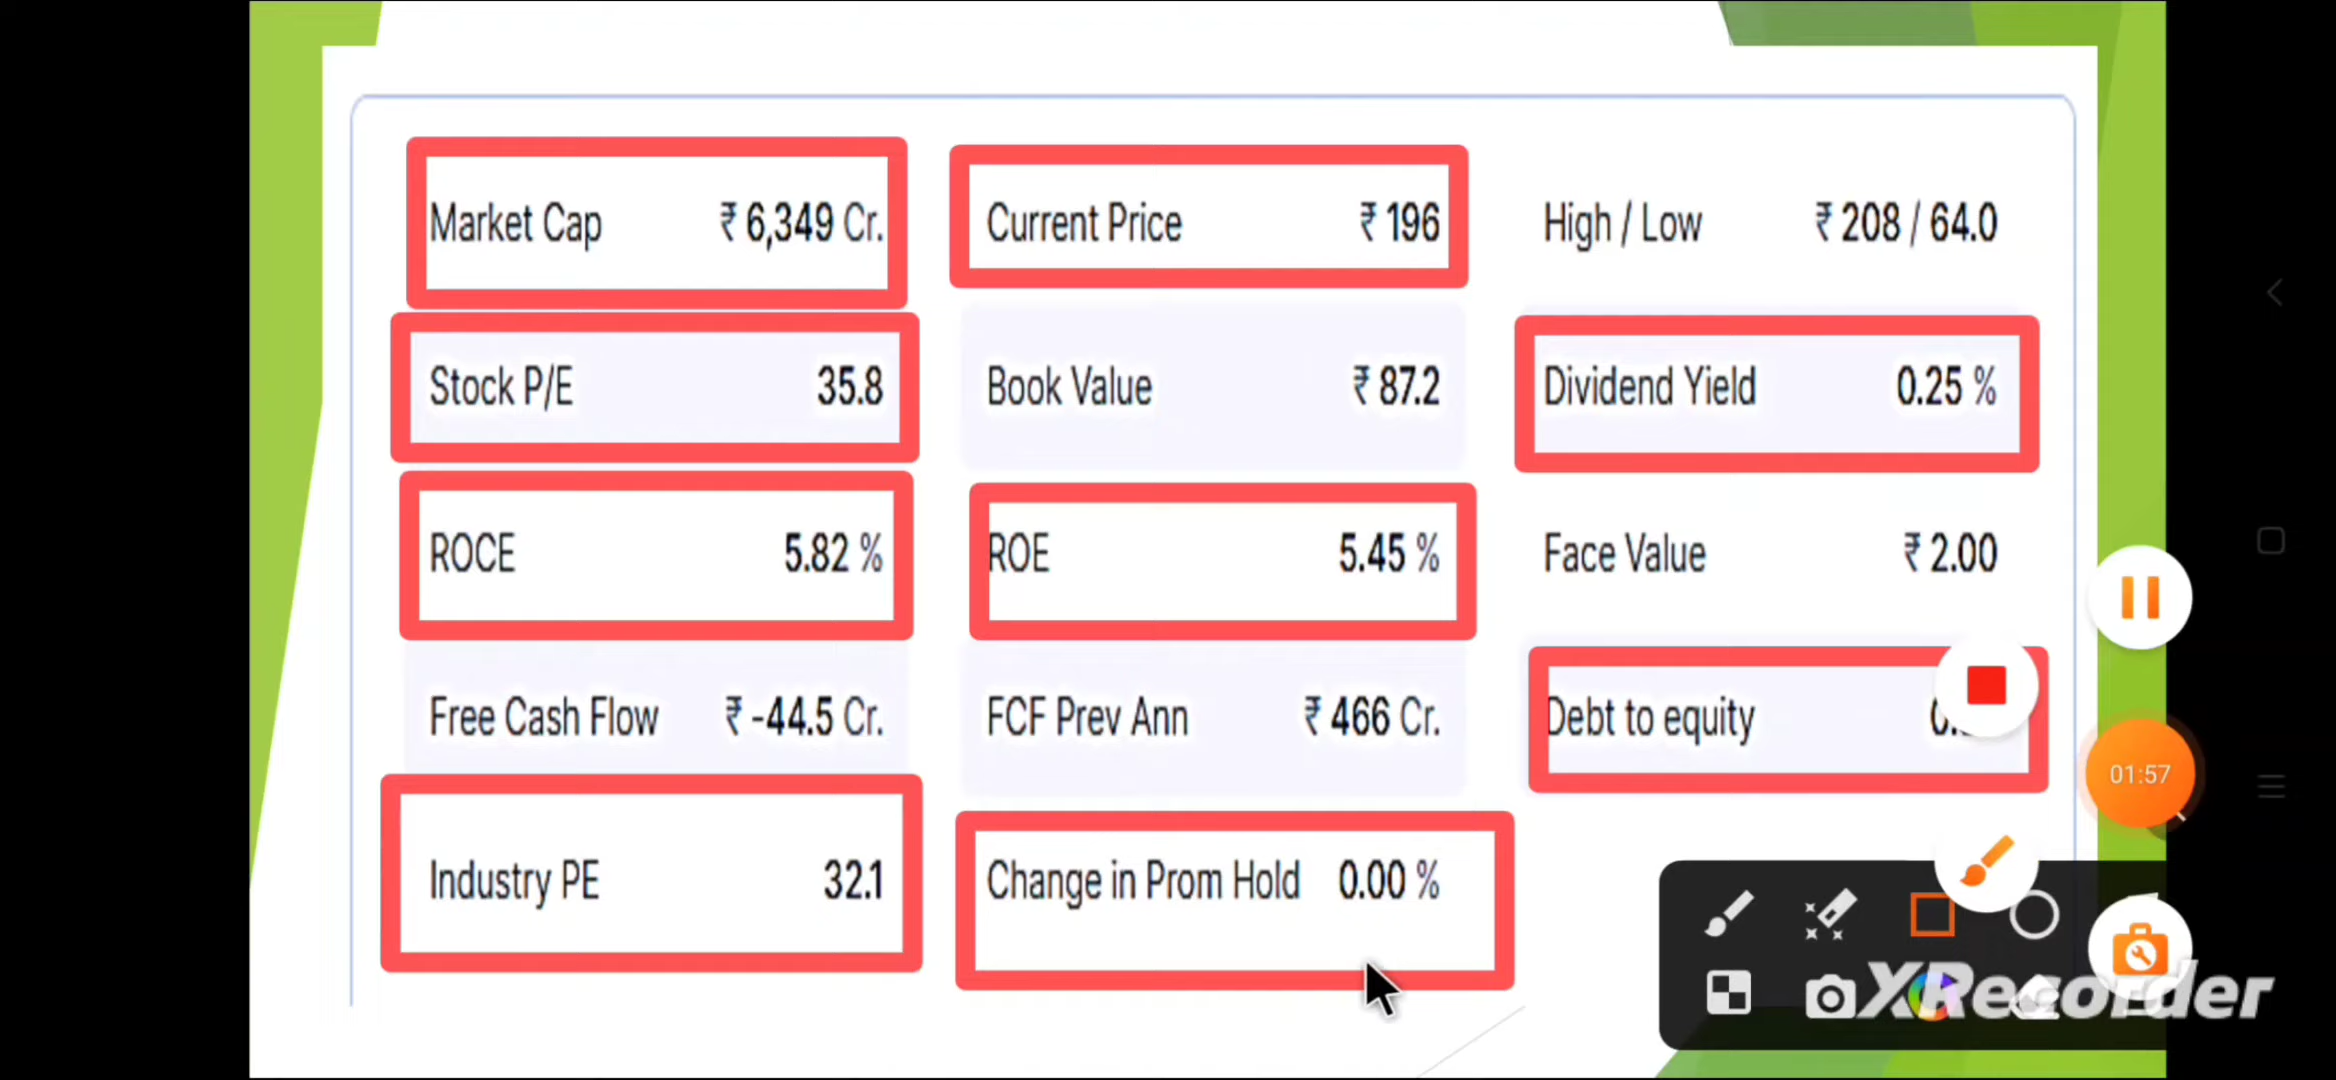 Market Cap ₹ 6,349 Cr. Current Price ₹ 196 High / Low ₹ 208 / 64.0
Stock P/E 35.8 Book Value ₹ 87.2 Dividend Yield 0.25 %
ROCE 5.82 % ROE 5.45 % Face Value ₹ 2.00
Free Cash Flow ₹ -44.5 Cr. FCF Prev Ann ₹ 466 Cr. Debt to equity
01:57
Industry PE 32.1 Change in Prom Hold 0.00 %
XRecorder